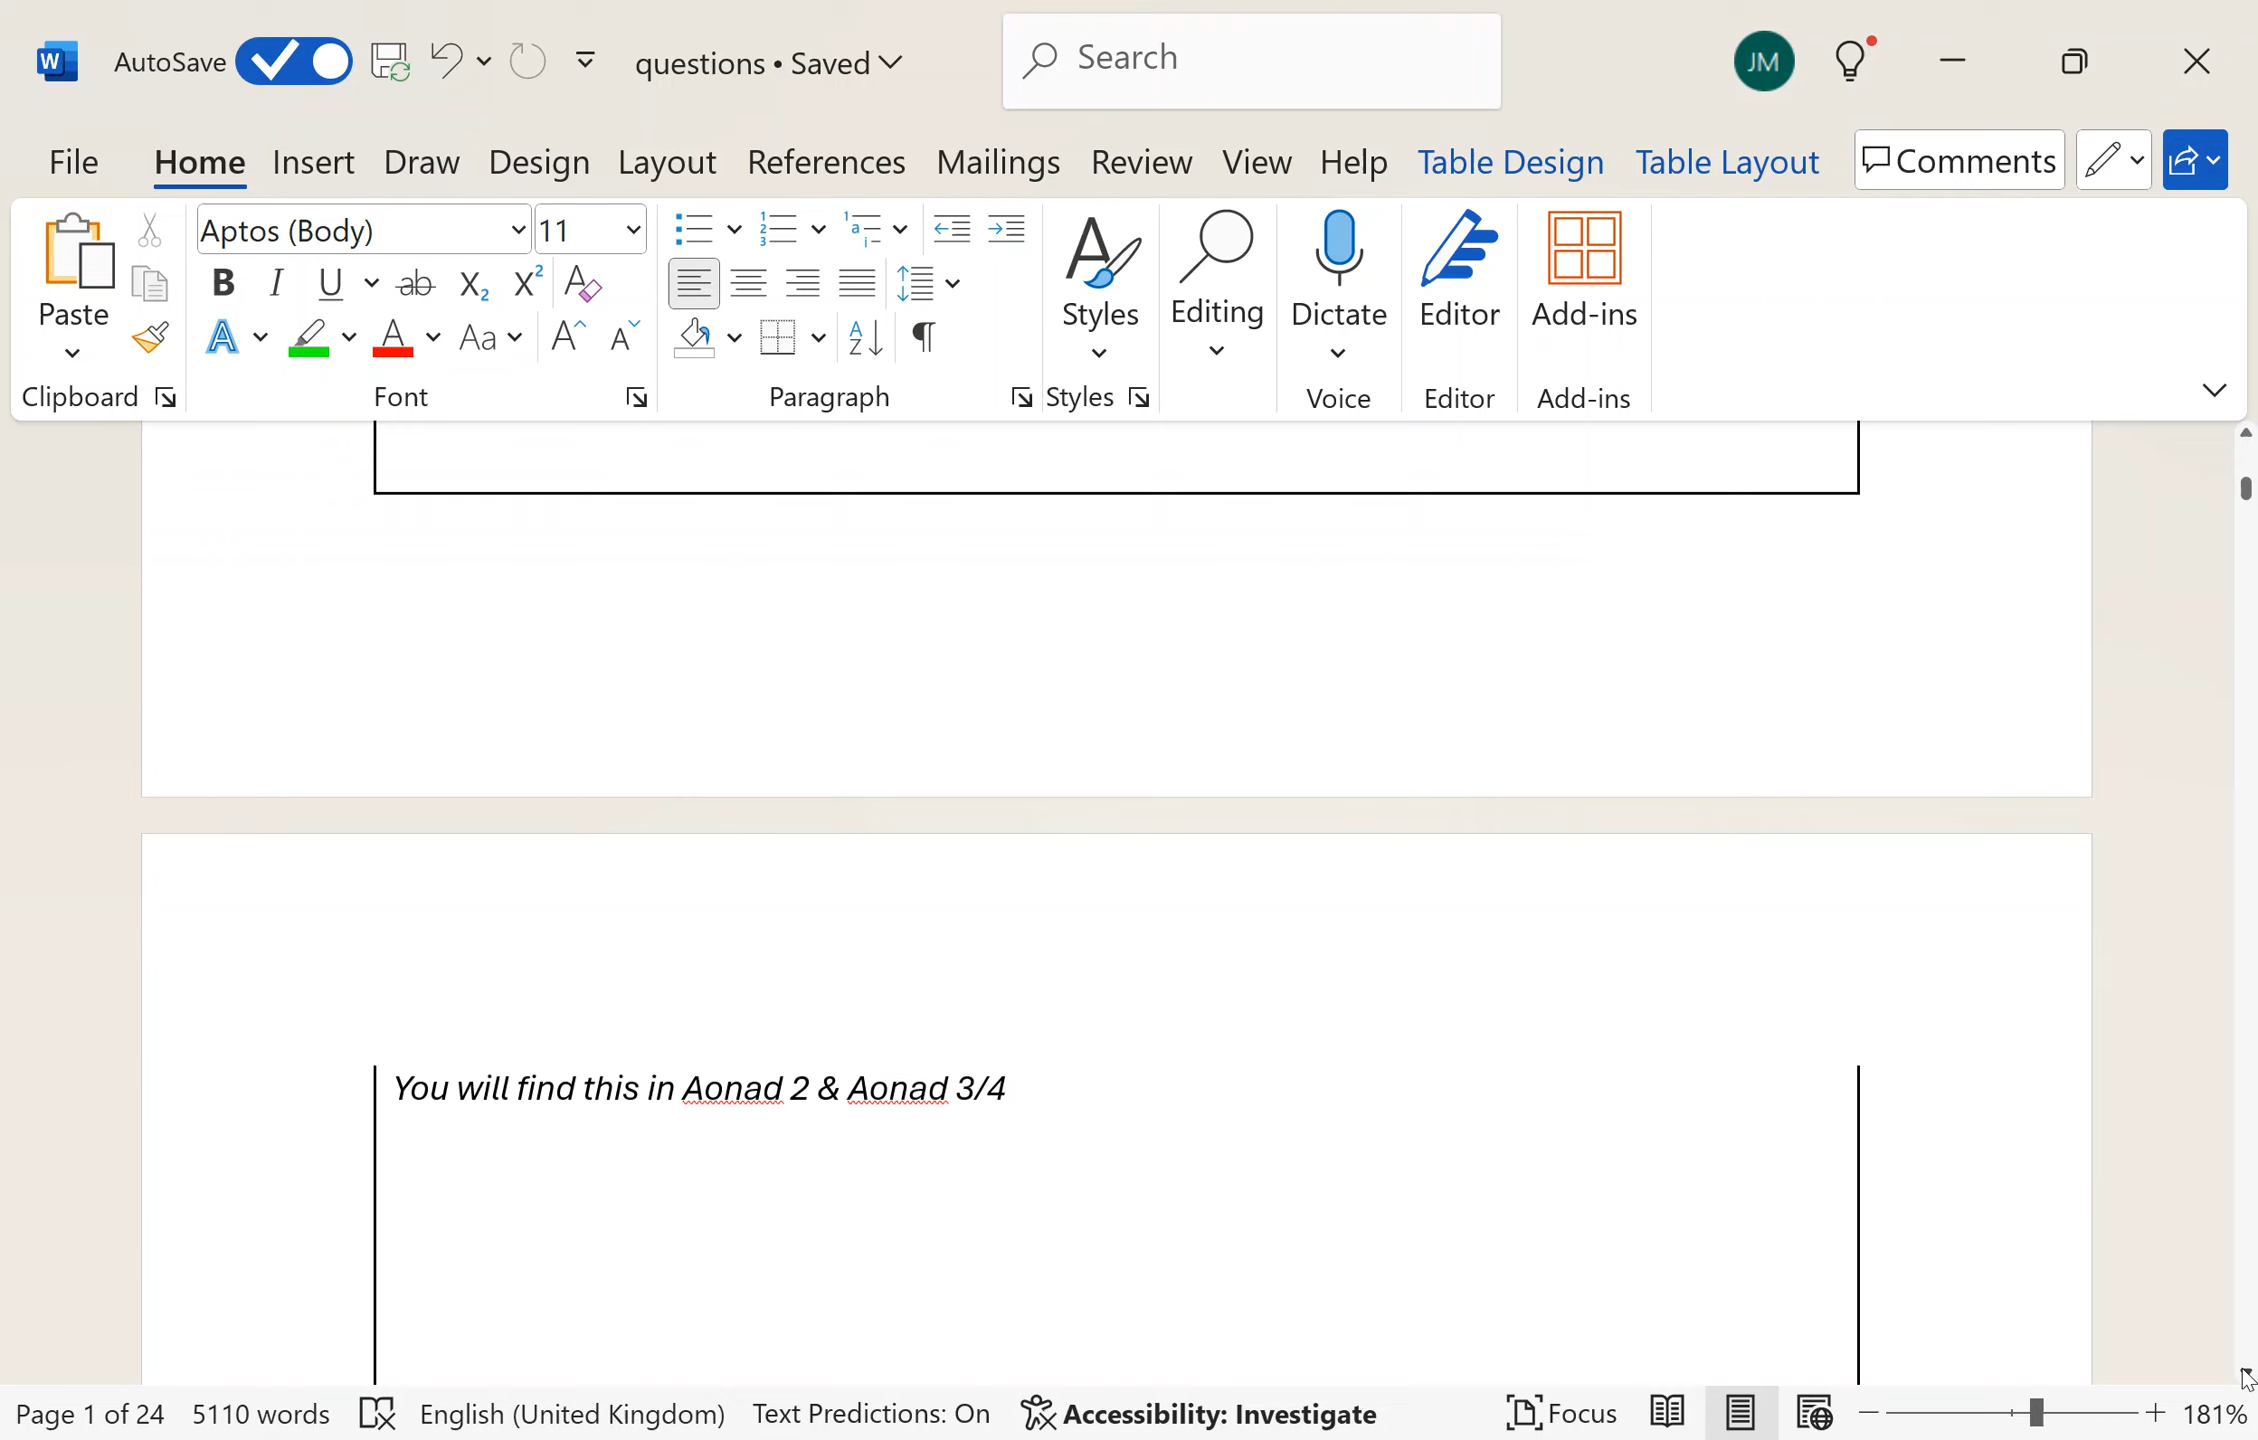 W AutoSave questions • Saved Search JM
File Home Insert Draw Design Layout References Mailings Review View Help Table Design Table Layout Comments
Aptos (Body) 11
Paste Styles Editing Dictate Editor Add-ins
Clipboard Font Paragraph Styles Voice Editor Add-ins
You will find this in Aonad 2 & Aonad 3/4
Page 1 of 24 5110 words English (United Kingdom) Text Predictions: On Accessibility: Investigate Focus 181%